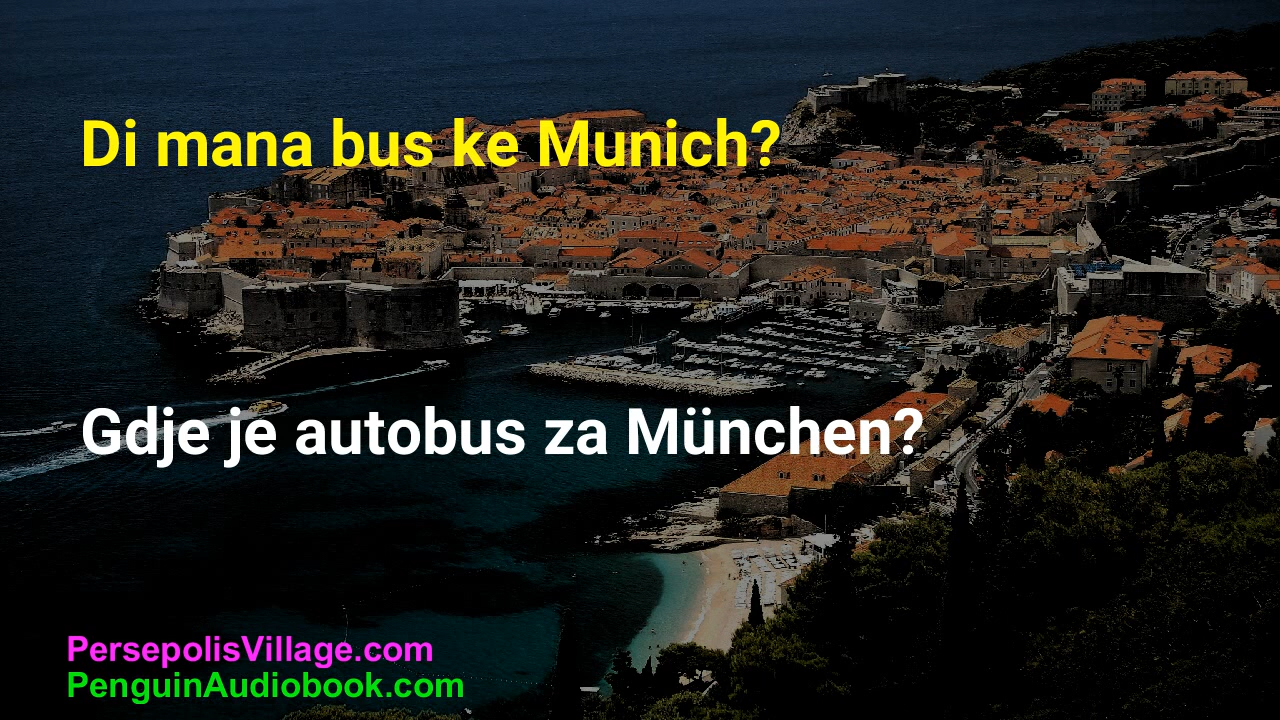 Di mana bus ke Munich?
Gdje je autobus za München?
PersepolisVillage.com
PenguinAudiobook.com